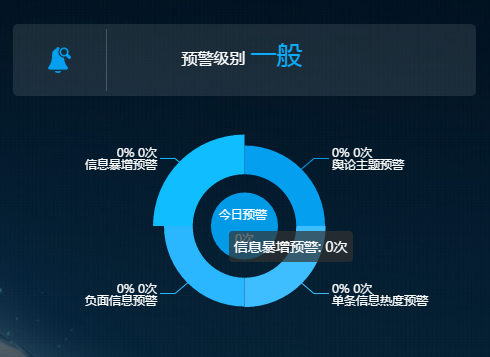 预警级别 一般
0% 0次
信息暴增预警
0% 0次
舆论主题预警
今日预警
0次
信息暴增预警: 0次
0% 0次
负面信息预警
0% 0次
单条信息热度预警